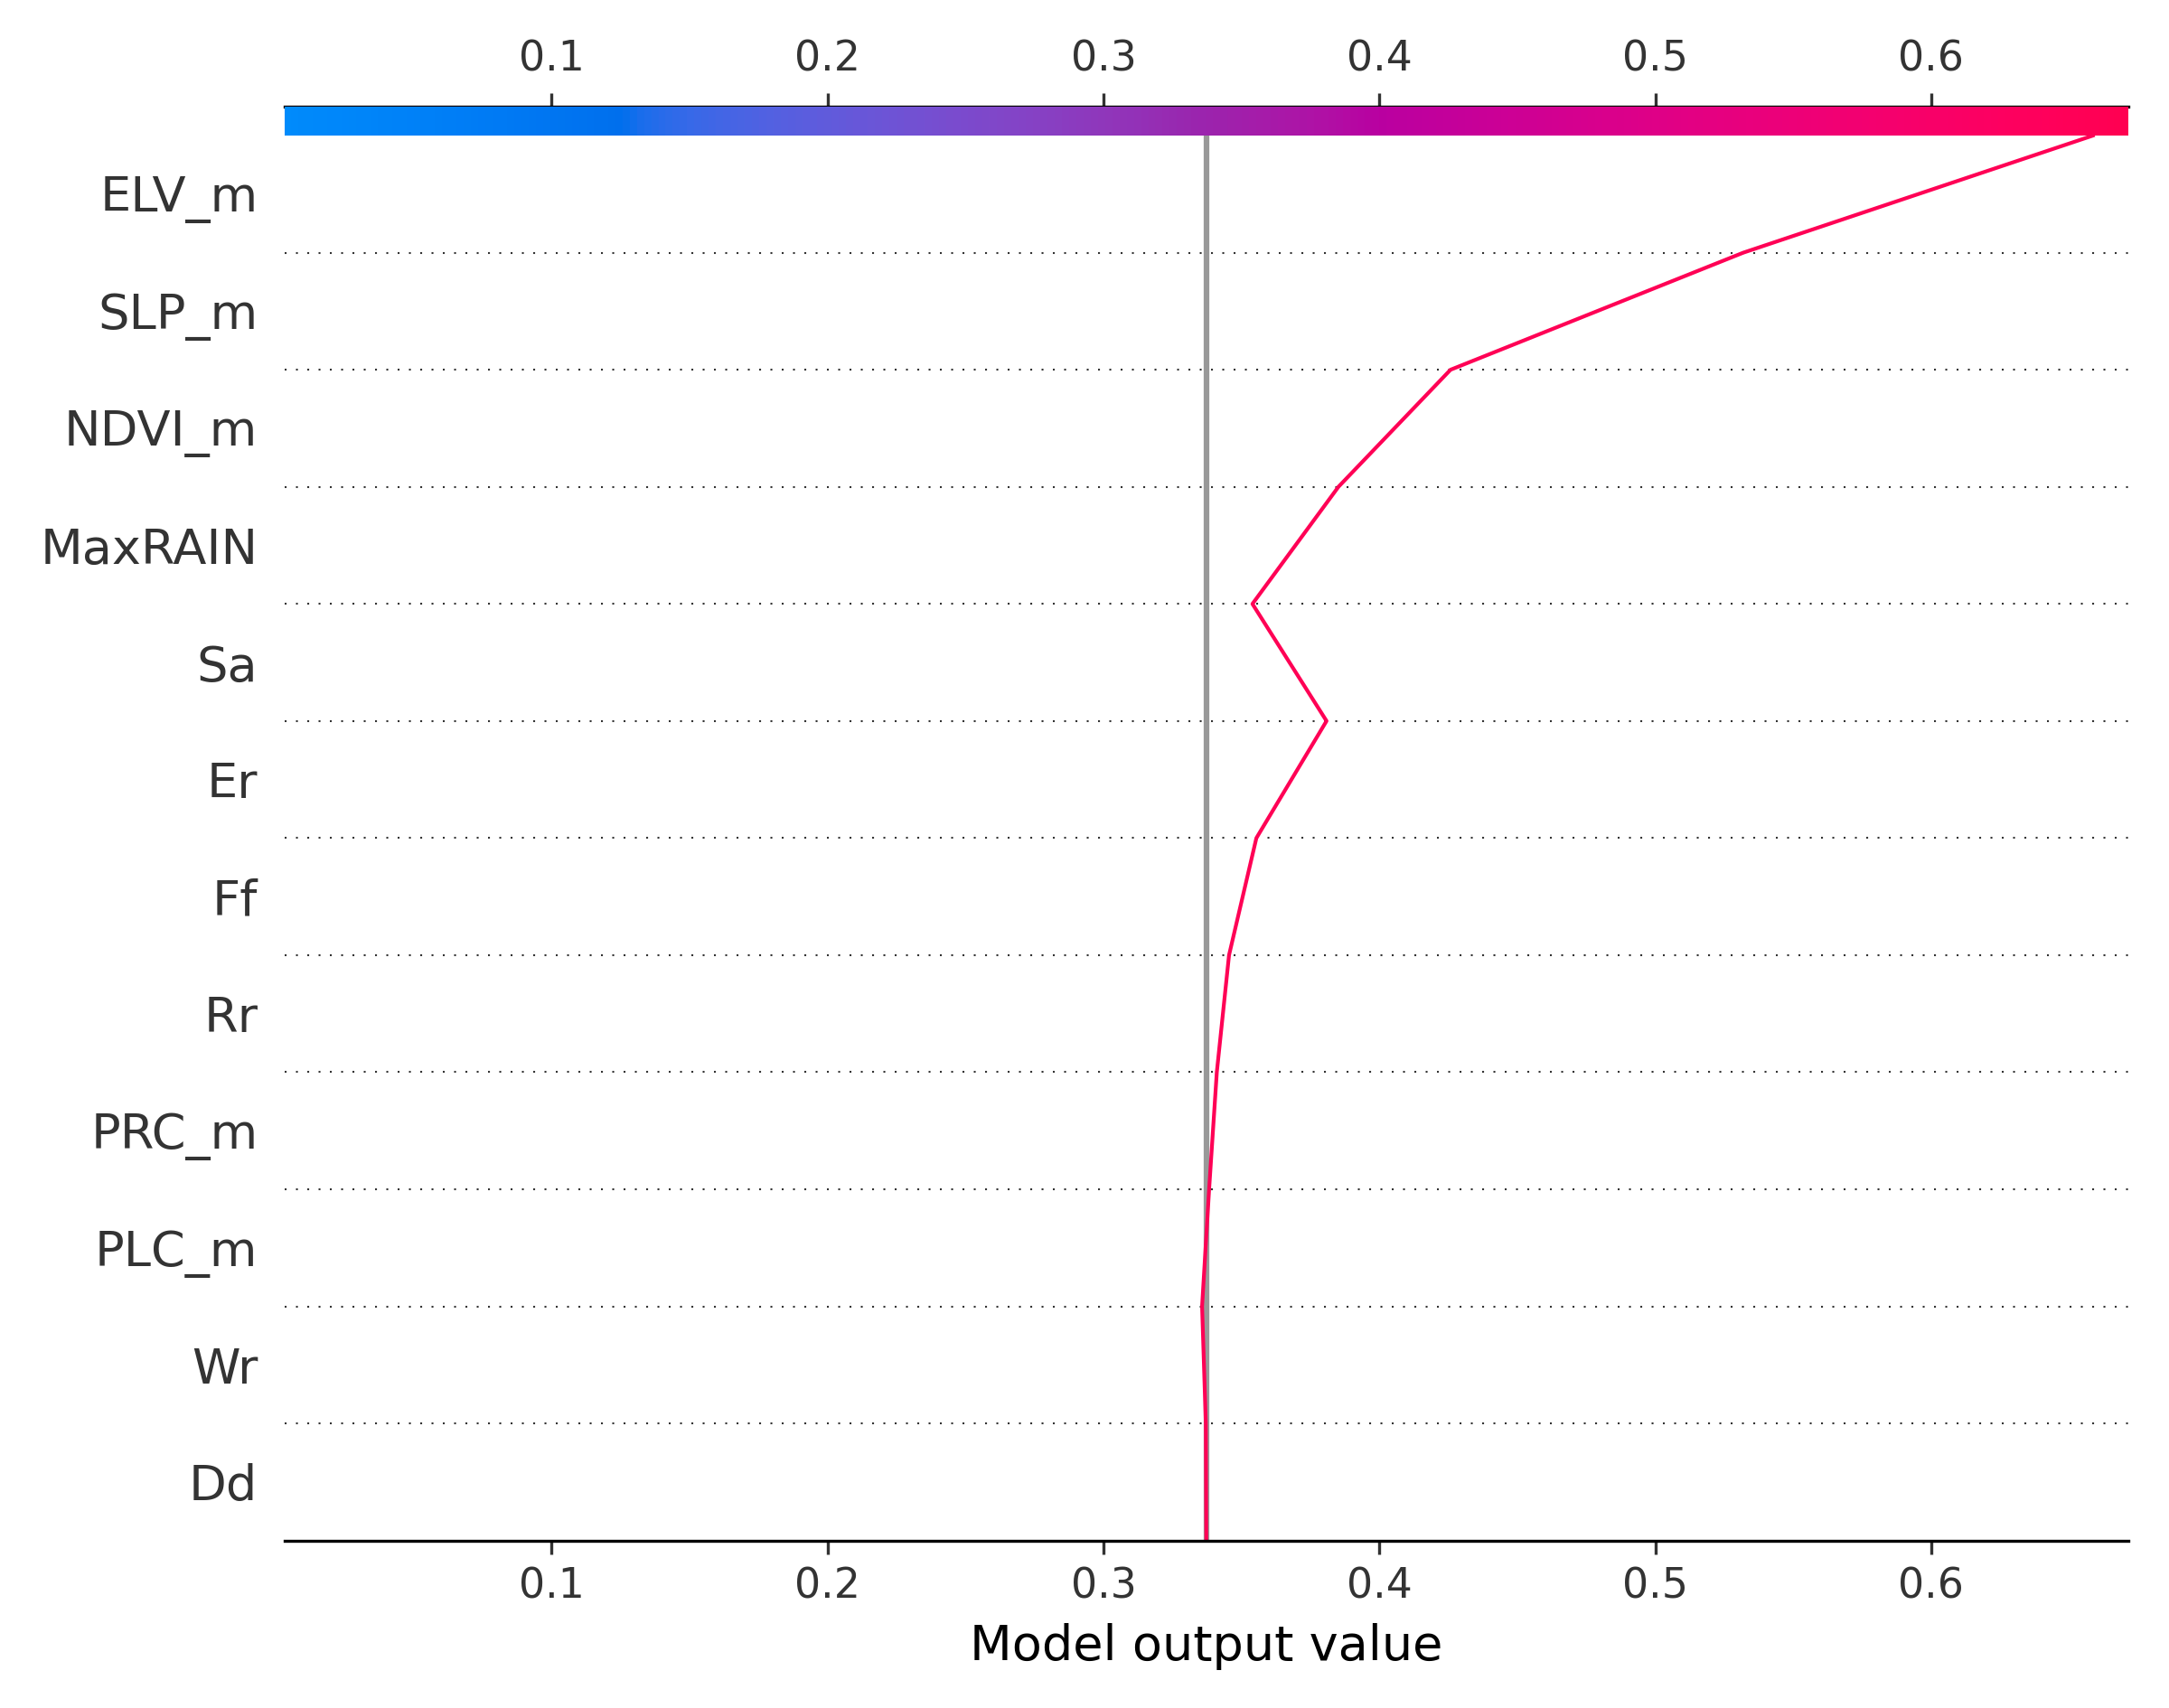 0.1 0.2 0.3 0.4 0.5 0.6
ELV_m
SLP_m
NDVI_m
MaxRAIN
Sa
Er
Ff
Rr
PRC_m
PLC_m
Wr
Dd
0.1 0.2 0.3 0.4 0.5 0.6
Model output value